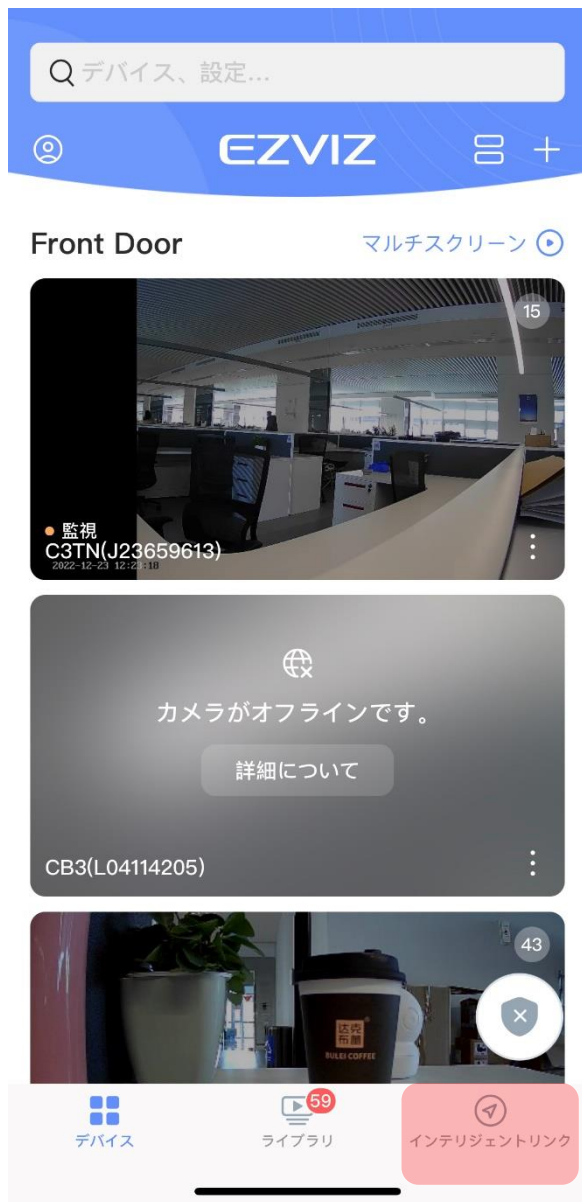 デバイス、設定...
EZVIZ
Front Door
マルチスクリーン
15
監視
C3TN(J23659613)
2022-12-23 12:23:18
カメラがオフラインです。
詳細について
CB3(L04114205)
43
达克
布蕾
BULEI COFFEE
デバイス
59
ライブラリ
インテリジェントリンク